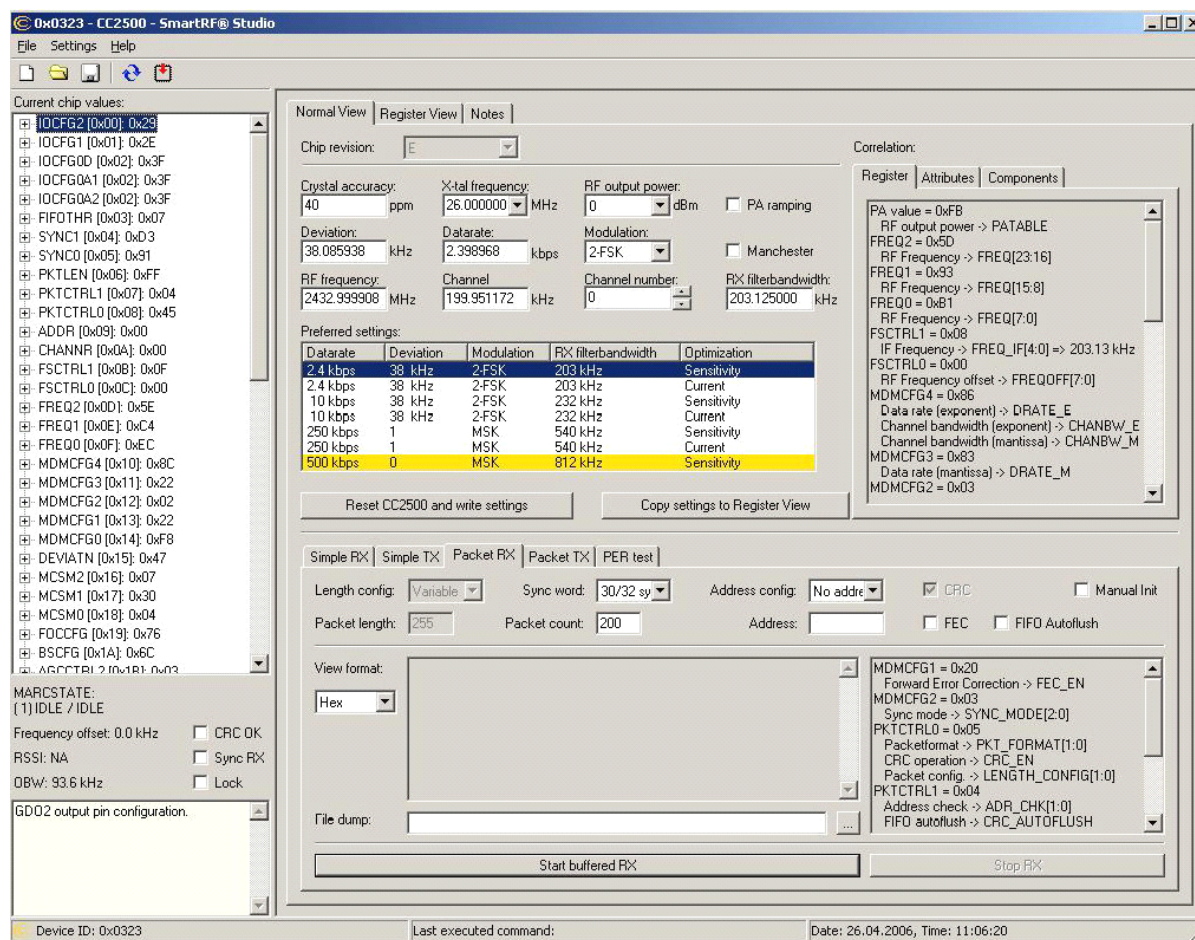 0x0323 - CC2500 - SmartRF® Studio
File Settings Help
Current chip values:
IOCFG2 [0x00]: 0x29
IOCFG1 [0x01]: 0x2E
IOCFG0D [0x02]: 0x3F
IOCFG0A1 [0x02]: 0x3F
IOCFG0A2 [0x02]: 0x3F
FIFOTHR [0x03]: 0x07
SYNC1 [0x04]: 0xD3
SYNC0 [0x05]: 0x91
PKTLEN [0x06]: 0xFF
PKTCTRL1 [0x07]: 0x04
PKTCTRL0 [0x08]: 0x45
ADDR [0x09]: 0x00
CHANNR [0x0A]: 0x00
FSCTRL1 [0x0B]: 0x0F
FSCTRL0 [0x0C]: 0x00
FREQ2 [0x0D]: 0x5E
FREQ1 [0x0E]: 0xC4
FREQ0 [0x0F]: 0xEC
MDMCFG4 [0x10]: 0x8C
MDMCFG3 [0x11]: 0x22
MDMCFG2 [0x12]: 0x02
MDMCFG1 [0x13]: 0x22
MDMCFG0 [0x14]: 0xF8
DEVIATN [0x15]: 0x47
MCSM2 [0x16]: 0x07
MCSM1 [0x17]: 0x30
MCSM0 [0x18]: 0x04
FOCCFG [0x19]: 0x76
BSCFG [0x1A]: 0x6C
AGCCTRL2 [0x1B]: 0x03
MARCSTATE:
(1) IDLE / IDLE
Frequency offset: 0.0 kHz CRC OK
RSSI: NA Sync RX
OBW: 93.6 kHz Lock
GDO2 output pin configuration.
Normal View Register View Notes
Chip revision: E
Crystal accuracy: X-tal frequency: RF output power:
40 ppm 26.000000 MHz 0 dBm PA ramping
Deviation: Datarate: Modulation:
38.085938 kHz 2.398968 kbps 2-FSK Manchester
RF frequency: Channel Channel number: RX filterbandwidth:
2432.999908 MHz 199.951172 kHz 0 203.125000 kHz
Preferred settings:
Datarate Deviation Modulation RX filterbandwidth Optimization
2.4 kbps 38 kHz 2-FSK 203 kHz Sensitivity
2.4 kbps 38 kHz 2-FSK 203 kHz Current
10 kbps 38 kHz 2-FSK 232 kHz Sensitivity
10 kbps 38 kHz 2-FSK 232 kHz Current
250 kbps 1 MSK 540 kHz Sensitivity
250 kbps 1 MSK 540 kHz Current
500 kbps 0 MSK 812 kHz Sensitivity
Reset CC2500 and write settings Copy settings to Register View
Correlation:
Register Attributes Components
PA value = 0xFB
RF output power -> PATABLE
FREQ2 = 0x5D
RF Frequency -> FREQ[23:16]
FREQ1 = 0x93
RF Frequency -> FREQ[15:8]
FREQ0 = 0xB1
RF Frequency -> FREQ[7:0]
FSCTRL1 = 0x08
IF Frequency -> FREQ_IF[4:0] => 203.13 kHz
FSCTRL0 = 0x00
RF Frequency offset -> FREQOFF[7:0]
MDMCFG4 = 0x86
Data rate (exponent) -> DRATE_E
Channel bandwidth (exponent) -> CHANBW_E
Channel bandwidth (mantissa) -> CHANBW_M
MDMCFG3 = 0x83
Data rate (mantissa) -> DRATE_M
MDMCFG2 = 0x03
Simple RX Simple TX Packet RX Packet TX PER test
Length config: Variable Sync word: 30/32 sy Address config: No addre CRC Manual Init
Packet length: 255 Packet count: 200 Address: FEC FIFO Autoflush
View format:
Hex
File dump: ...
MDMCFG1 = 0x20
Forward Error Correction -> FEC_EN
MDMCFG2 = 0x03
Sync mode -> SYNC_MODE[2:0]
PKTCTRL0 = 0x05
Packetformat -> PKT_FORMAT[1:0]
CRC operation -> CRC_EN
Packet config. -> LENGTH_CONFIG[1:0]
PKTCTRL1 = 0x04
Address check -> ADR_CHK[1:0]
FIFO autoflush -> CRC_AUTOFLUSH
Start buffered RX Stop RX
Device ID: 0x0323 Last executed command: Date: 26.04.2006, Time: 11:06:20